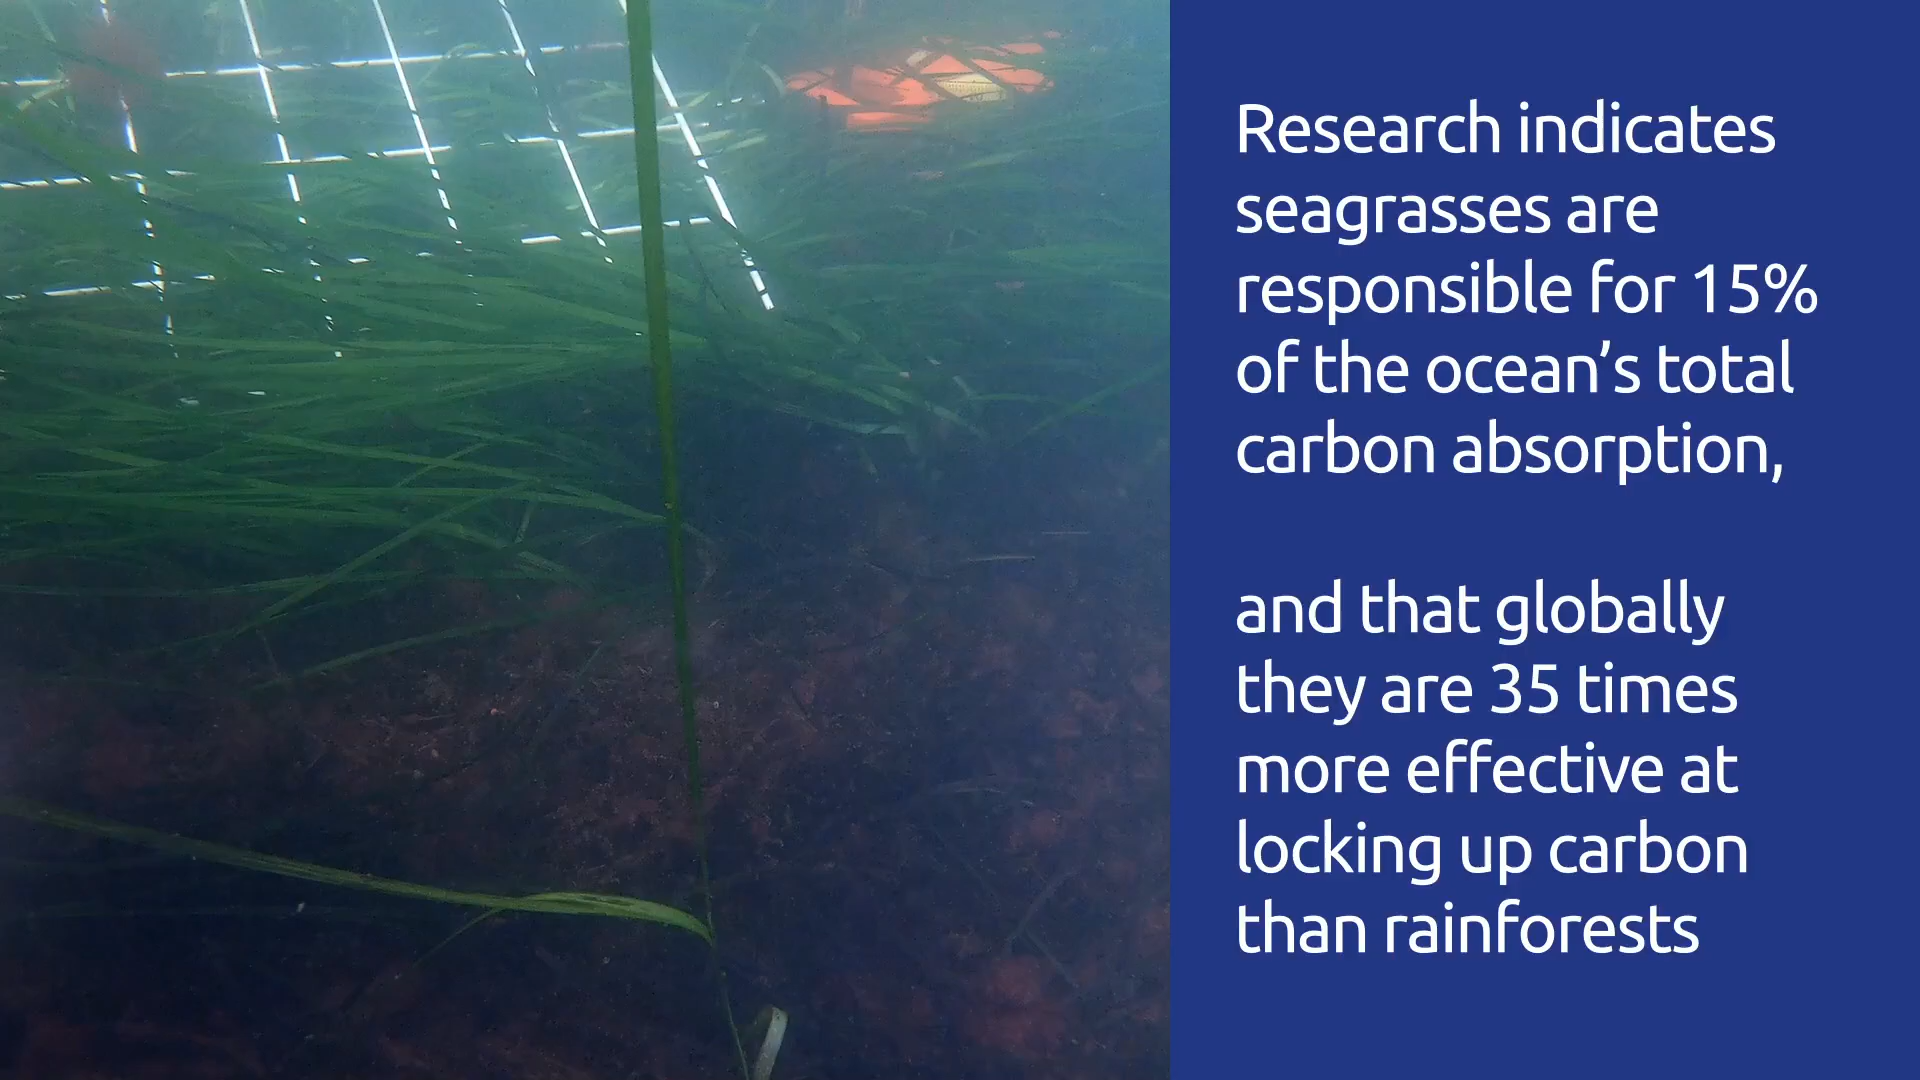 Research indicates
seagrasses are
responsible for 15%
of the ocean’s total
carbon absorption,
and that globally
they are 35 times
more effective at
locking up carbon
than rainforests